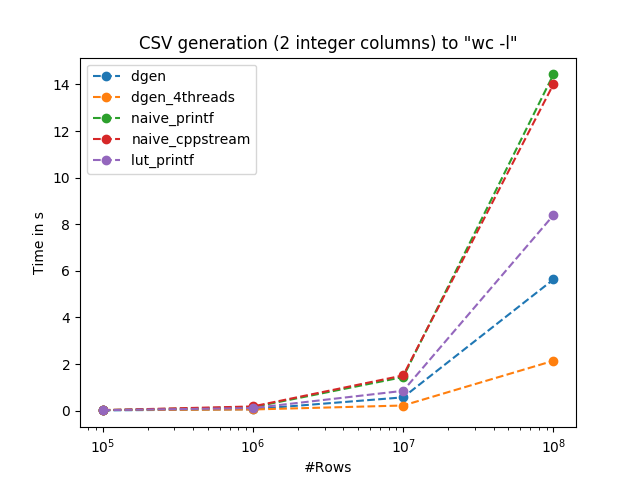 CSV generation (2 integer columns) to "wc -l"
dgen
dgen_4threads
naive_printf
naive_cppstream
lut_printf
Time in s
14
12
10
8
6
4
2
0
10⁵ 10⁶ 10⁷ 10⁸
#Rows